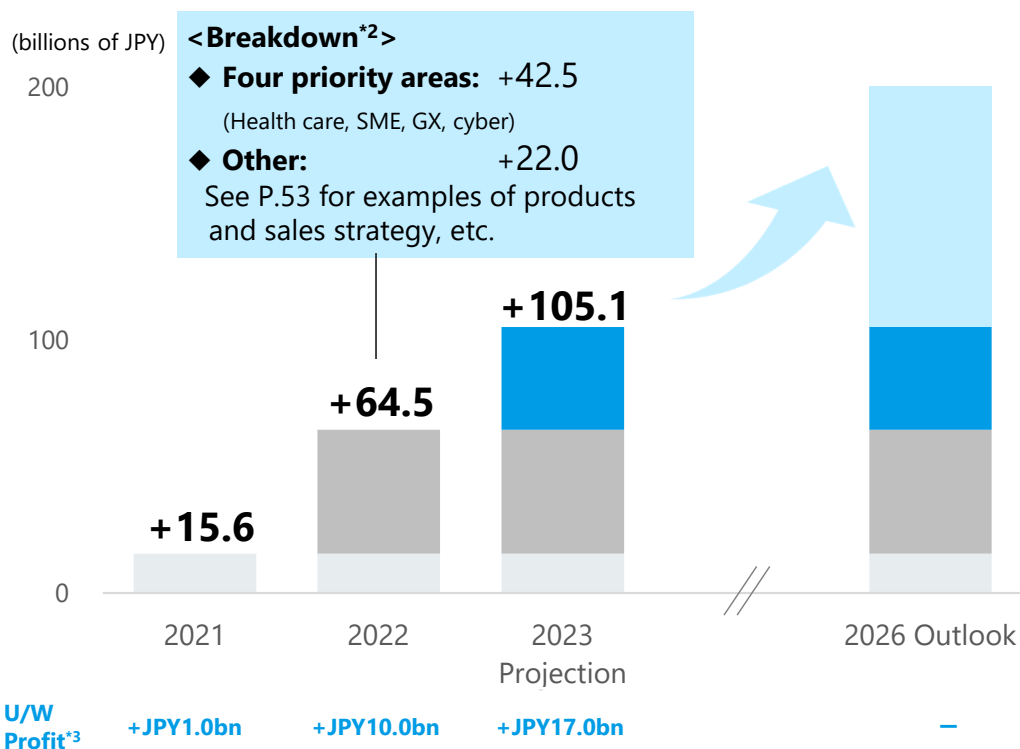 (billions of JPY)
<Breakdown*2>
◆ Four priority areas: +42.5
(Health care, SME, GX, cyber)
◆ Other: +22.0
See P.53 for examples of products
and sales strategy, etc.
200
100
0
+15.6
+64.5
+105.1
2021 2022 2023 2026 Outlook
Projection
U/W
Profit*3 +JPY1.0bn +JPY10.0bn +JPY17.0bn –